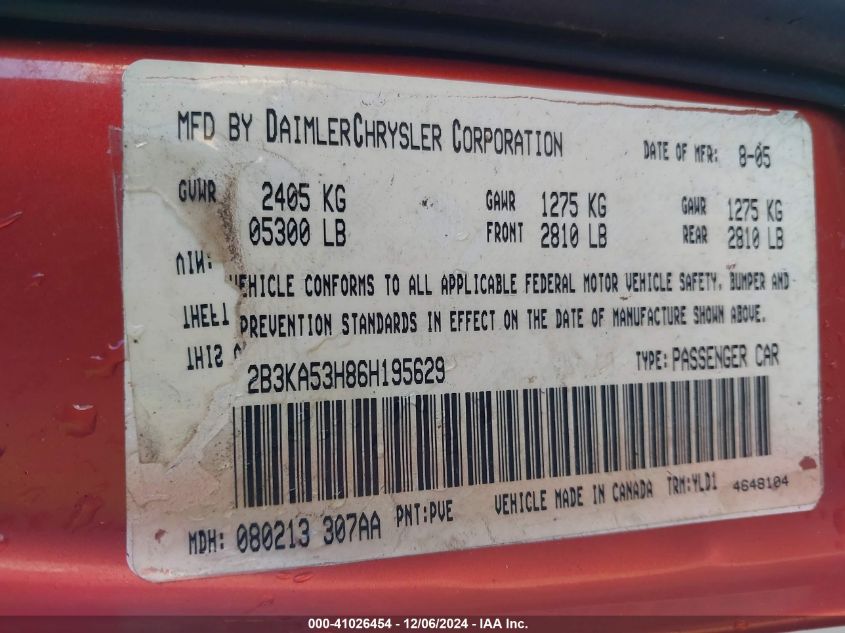 MFD BY DAIMLERCHRYSLER CORPORATION DATE OF MFR: 8-05
GVWR 2405 KG GAWR 1275 KG GAWR 1275 KG
05300 LB FRONT 2810 LB REAR 2810 LB
VIN:
VEHICLE CONFORMS TO ALL APPLICABLE FEDERAL MOTOR VEHICLE SAFETY, BUMPER AND
THEFT PREVENTION STANDARDS IN EFFECT ON THE DATE OF MANUFACTURE SHOWN ABOVE.
THIS
2B3KA53H86H195629 TYPE: PASSENGER CAR
MDH: 080213 307AA PNT:PVE VEHICLE MADE IN CANADA TRM:YLD1 4648104
000-41026454 - 12/06/2024 - IAA Inc.